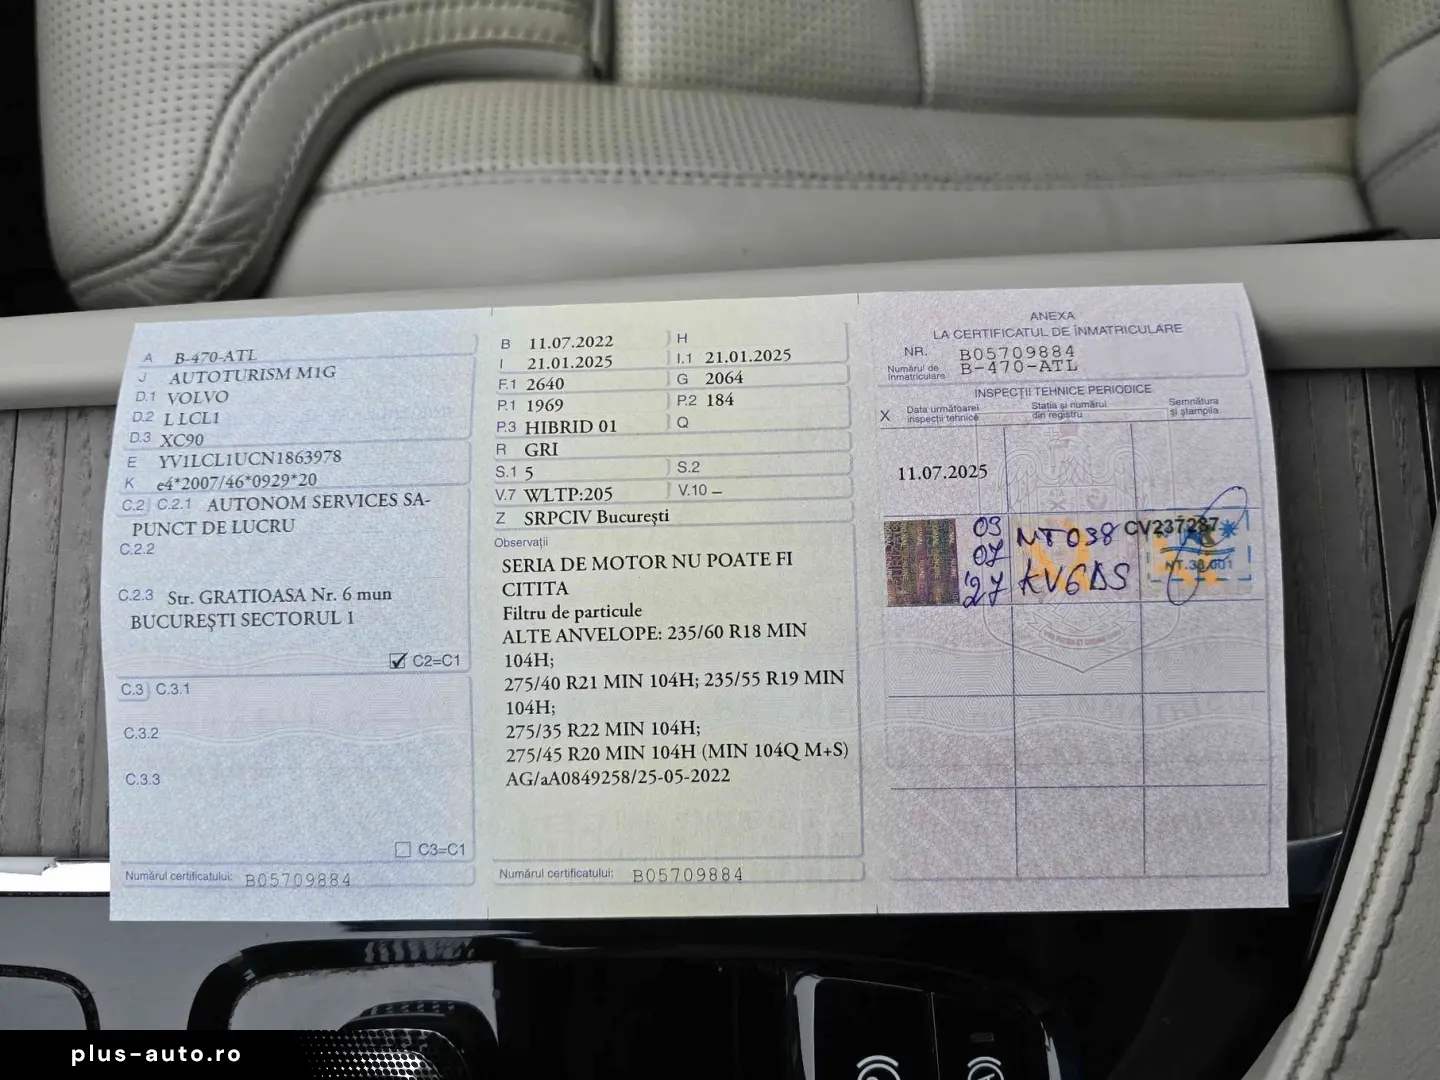 A B-470-ATL
J AUTOTURISM M1G
D.1 VOLVO
D.2 L LCL1
D.3 XC90
E YV1LCL1UCN1863978
K e4*2007/46*0929*20
C.2 C.2.1 AUTONOM SERVICES SA-
PUNCT DE LUCRU
C.2.2
C.2.3 Str. GRATIOASA Nr. 6 mun
BUCUREŞTI SECTORUL 1
C2=C1
C.3 C.3.1
C.3.2
C.3.3
C3=C1
Numărul certificatului: B05709884
B 11.07.2022 H
I 21.01.2025 I.1 21.01.2025
F.1 2640 G 2064
P.1 1969 P.2 184
P.3 HIBRID 01 Q
R GRI
S.1 5 S.2
V.7 WLTP:205 V.10 –
Z SRPCIV Bucureşti
Observaţii
SERIA DE MOTOR NU POATE FI
CITITA
Filtru de particule
ALTE ANVELOPE: 235/60 R18 MIN
104H;
275/40 R21 MIN 104H; 235/55 R19 MIN
104H;
275/35 R22 MIN 104H;
275/45 R20 MIN 104H (MIN 104Q M+S)
AG/aA0849258/25-05-2022
Numărul certificatului: B05709884
ANEXA
LA CERTIFICATUL DE ÎNMATRICULARE
NR. B05709884
Numărul de
înmatriculare B-470-ATL
INSPECŢII TEHNICE PERIODICE
X Data următoarei
inspecţii tehnice
Staţia şi numărul
din registru
Semnătura
şi ştampila
11.07.2025
09
07
'27
NT038
KV6DS
CV237287
NT.38.001
plus-auto.ro